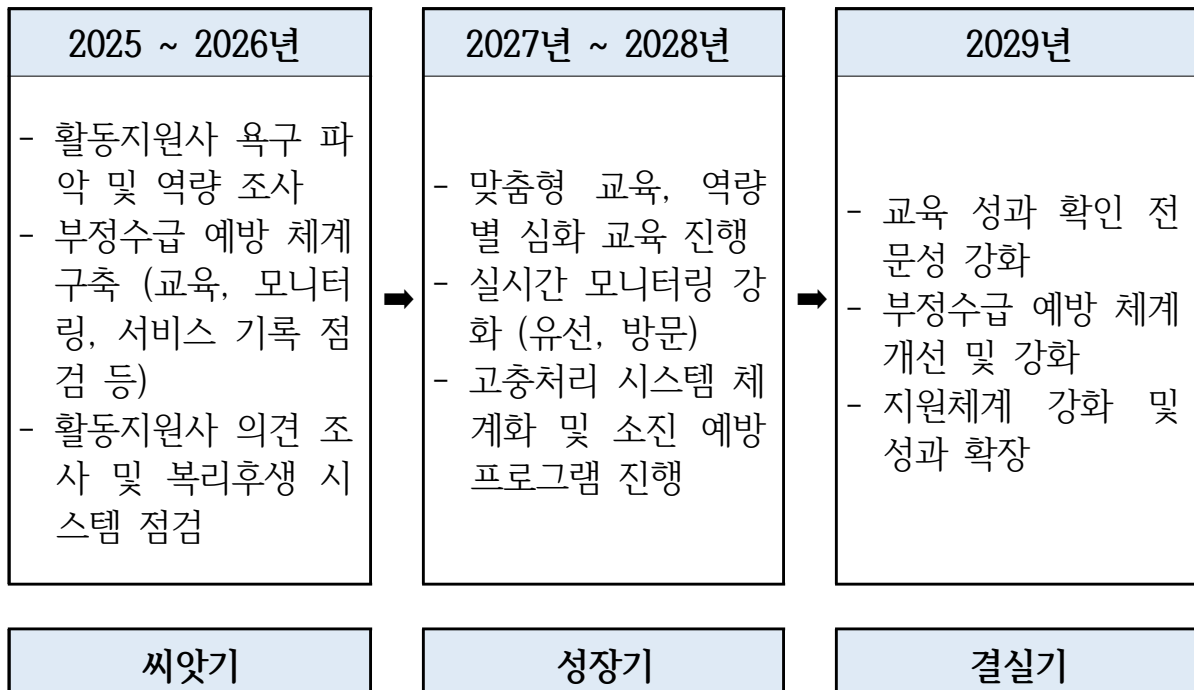 2025 ~ 2026년
- 활동지원사 욕구 파
악 및 역량 조사
- 부정수급 예방 체계
구축 (교육, 모니터
링, 서비스 기록 점
검 등)
- 활동지원사 의견 조
사 및 복리후생 시
스템 점검
➡
2027년 ~ 2028년
- 맞춤형 교육, 역량
별 심화 교육 진행
- 실시간 모니터링 강
화 (유선, 방문)
- 고충처리 시스템 체
계화 및 소진 예방
프로그램 진행
➡
2029년
- 교육 성과 확인 전
문성 강화
- 부정수급 예방 체계
개선 및 강화
- 지원체계 강화 및
성과 확장
씨앗기
성장기
결실기